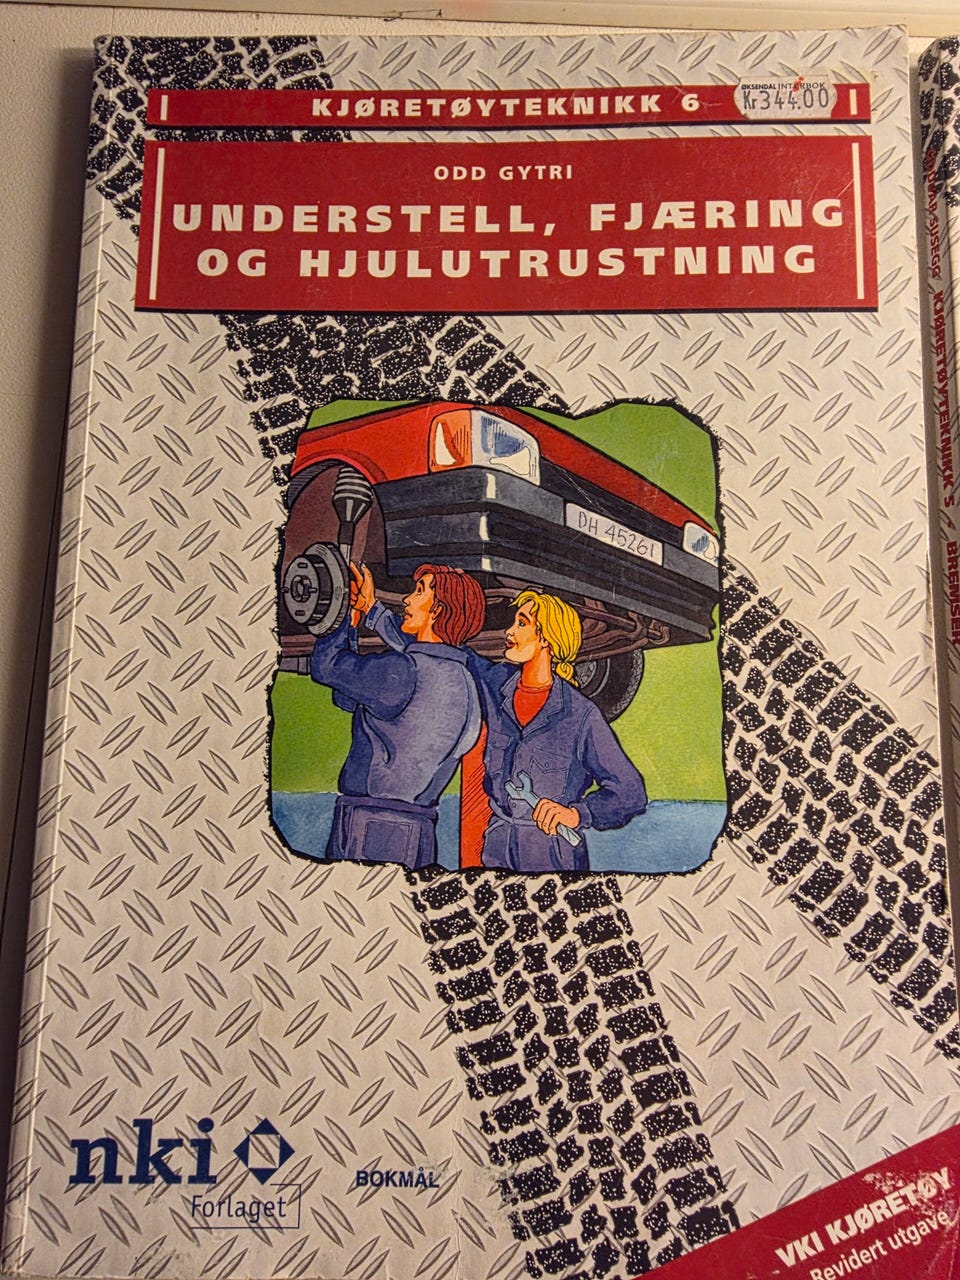 KJØRETØYTEKNIKK 6
ØKSENDAL INTERBOK
Kr344.00
ODD GYTRI
UNDERSTELL, FJÆRING
OG HJULUTRUSTNING
DH 45261
nki
Forlaget
BOKMÅL
VKI KJØRETØY
Revidert utgave
KJØRETØYTEKNIKK 5 BREMSER